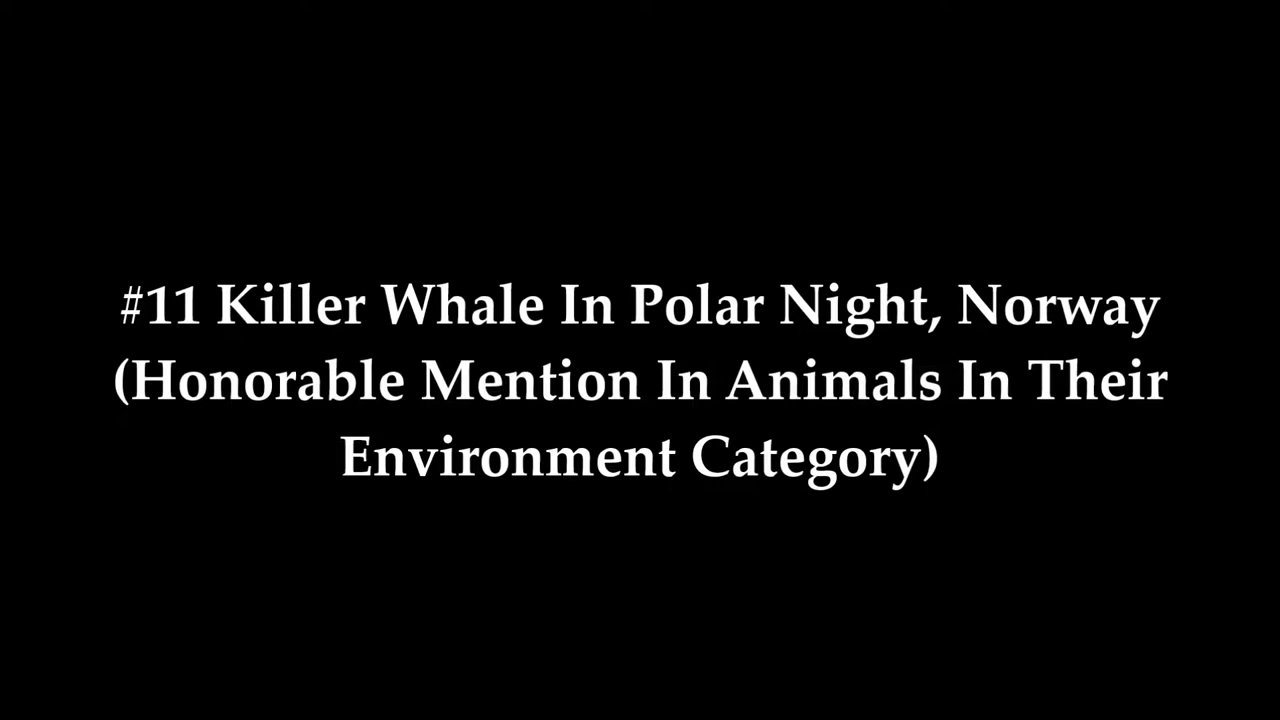 #11 Killer Whale In Polar Night, Norway
(Honorable Mention In Animals In Their
Environment Category)